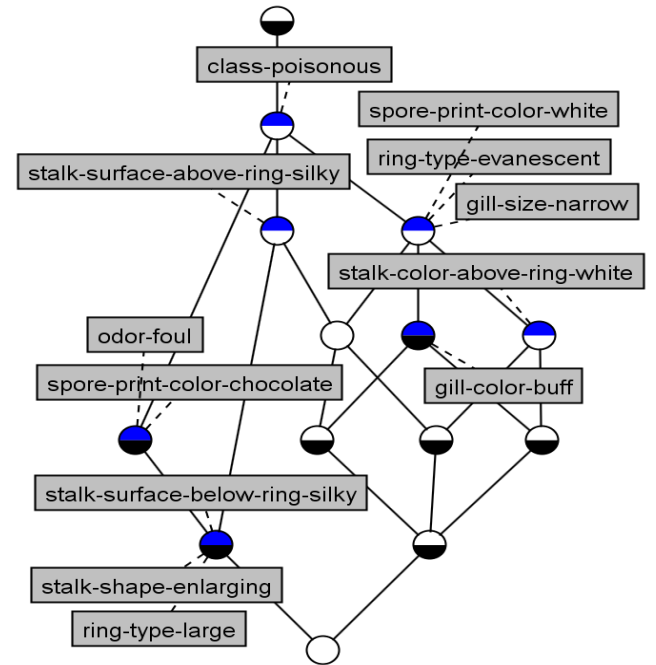 class-poisonous
spore-print-color-white
ring-type-evanescent
stalk-surface-above-ring-silky
gill-size-narrow
stalk-color-above-ring-white
odor-foul
spore-print-color-chocolate
gill-color-buff
stalk-surface-below-ring-silky
stalk-shape-enlarging
ring-type-large